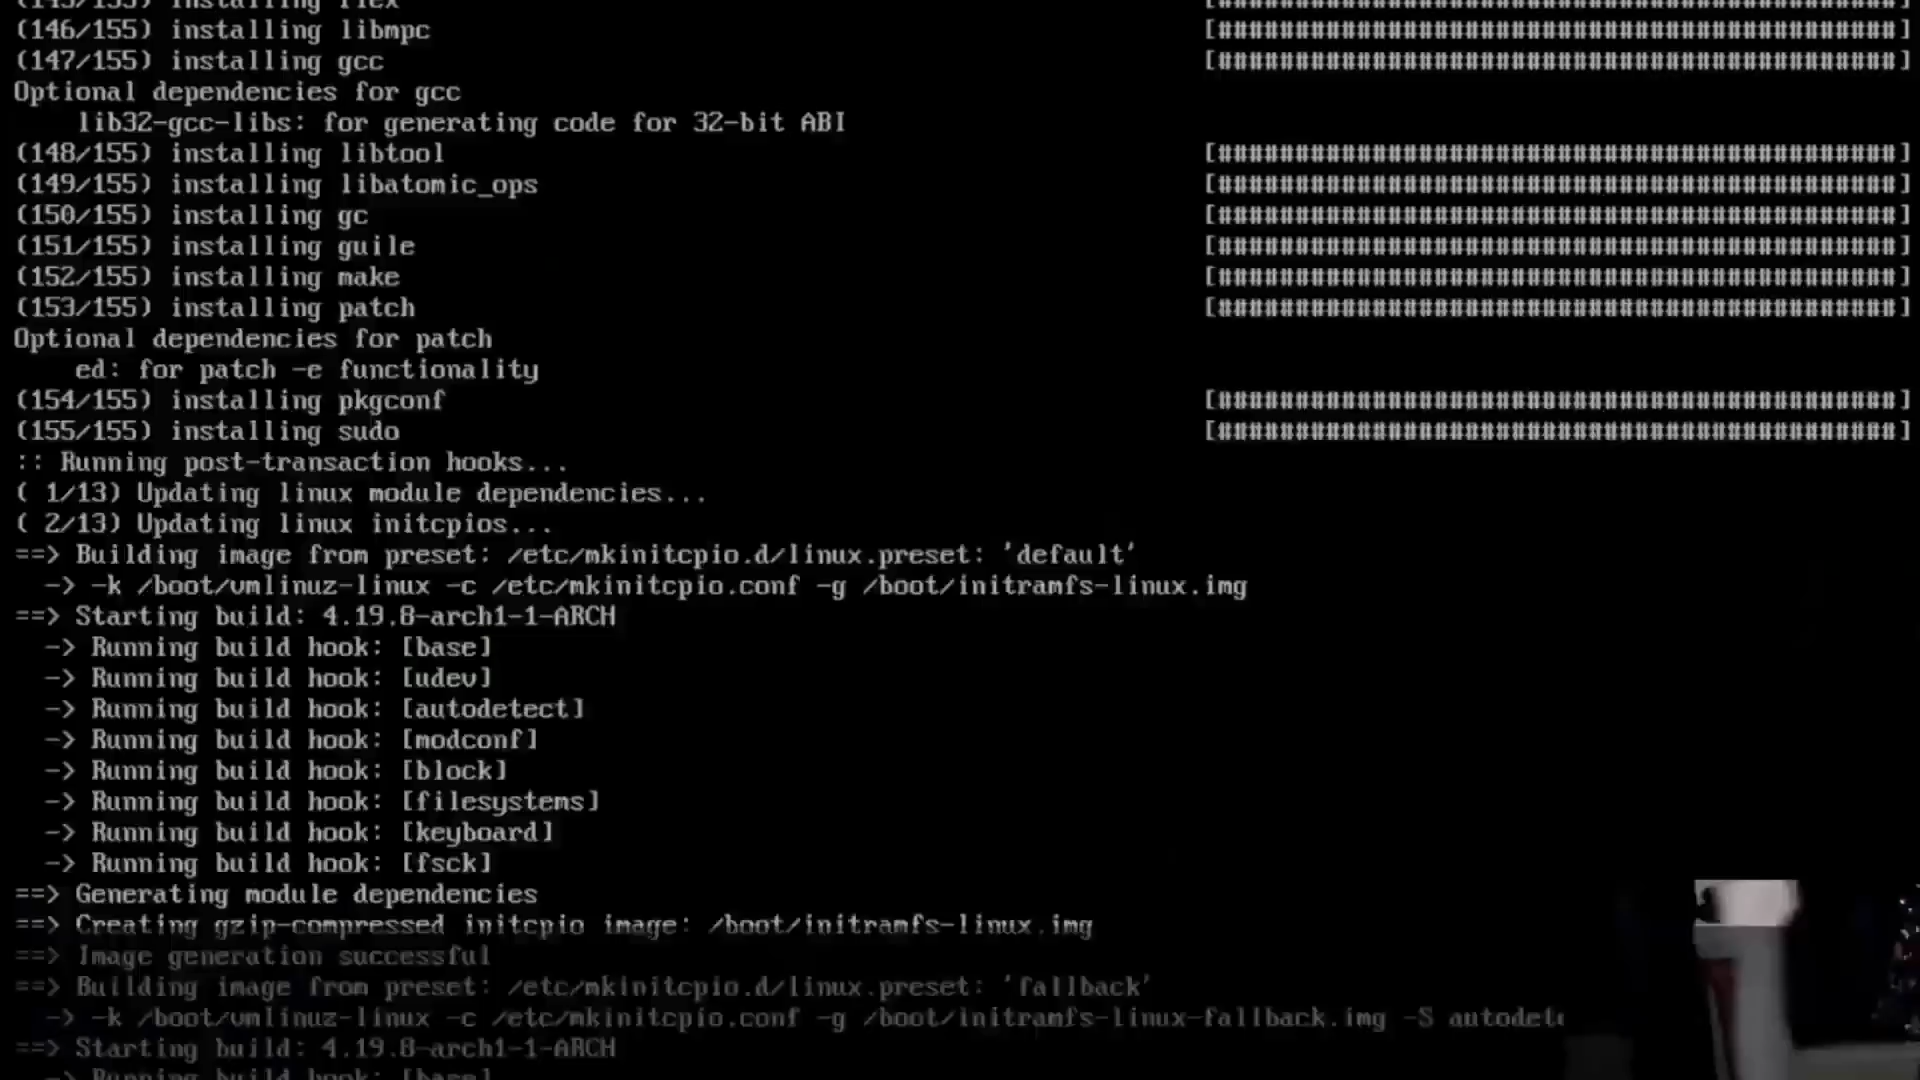 (145/155) installing flex [############################################]
(146/155) installing libmpc [############################################]
(147/155) installing gcc [############################################]
Optional dependencies for gcc
lib32-gcc-libs: for generating code for 32-bit ABI
(148/155) installing libtool [############################################]
(149/155) installing libatomic_ops [############################################]
(150/155) installing gc [############################################]
(151/155) installing guile [############################################]
(152/155) installing make [############################################]
(153/155) installing patch [############################################]
Optional dependencies for patch
ed: for patch -e functionality
(154/155) installing pkgconf [############################################]
(155/155) installing sudo [############################################]
:: Running post-transaction hooks...
( 1/13) Updating linux module dependencies...
( 2/13) Updating linux initcpios...
==> Building image from preset: /etc/mkinitcpio.d/linux.preset: 'default'
-> -k /boot/vmlinuz-linux -c /etc/mkinitcpio.conf -g /boot/initramfs-linux.img
==> Starting build: 4.19.8-arch1-1-ARCH
-> Running build hook: [base]
-> Running build hook: [udev]
-> Running build hook: [autodetect]
-> Running build hook: [modconf]
-> Running build hook: [block]
-> Running build hook: [filesystems]
-> Running build hook: [keyboard]
-> Running build hook: [fsck]
==> Generating module dependencies
==> Creating gzip-compressed initcpio image: /boot/initramfs-linux.img
==> Image generation successful
==> Building image from preset: /etc/mkinitcpio.d/linux.preset: 'fallback'
-> -k /boot/vmlinuz-linux -c /etc/mkinitcpio.conf -g /boot/initramfs-linux-fallback.img -S autodet
==> Starting build: 4.19.8-arch1-1-ARCH
-> Running build hook: [base]